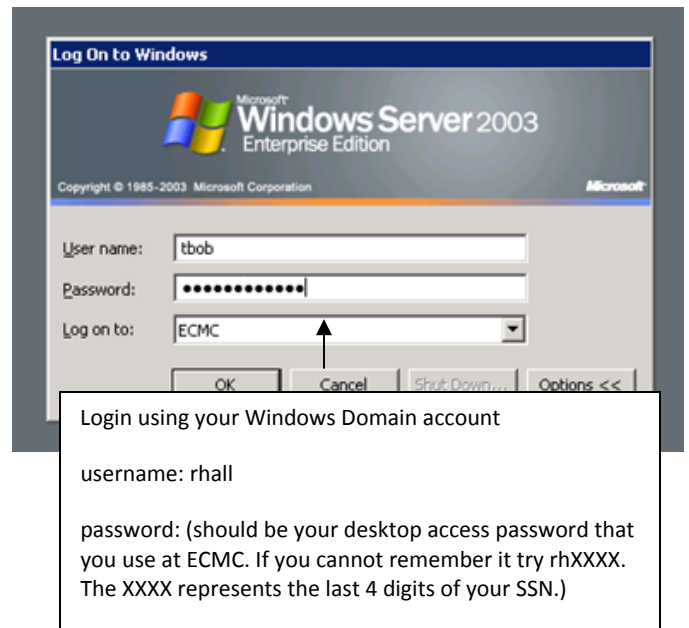 Log On to Windows
Microsoft
Windows Server 2003
Enterprise Edition
Copyright © 1985-2003 Microsoft Corporation
Microsoft
User name: tbob
Password: ●●●●●●●●●●●●
Log on to: ECMC
OK Cancel Shut Down... Options <<
Login using your Windows Domain account
username: rhall
password: (should be your desktop access password that
you use at ECMC. If you cannot remember it try rhXXXX.
The XXXX represents the last 4 digits of your SSN.)